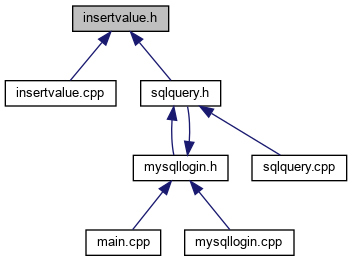 insertvalue.h
insertvalue.cpp
sqlquery.h
mysqllogin.h
sqlquery.cpp
main.cpp
mysqllogin.cpp